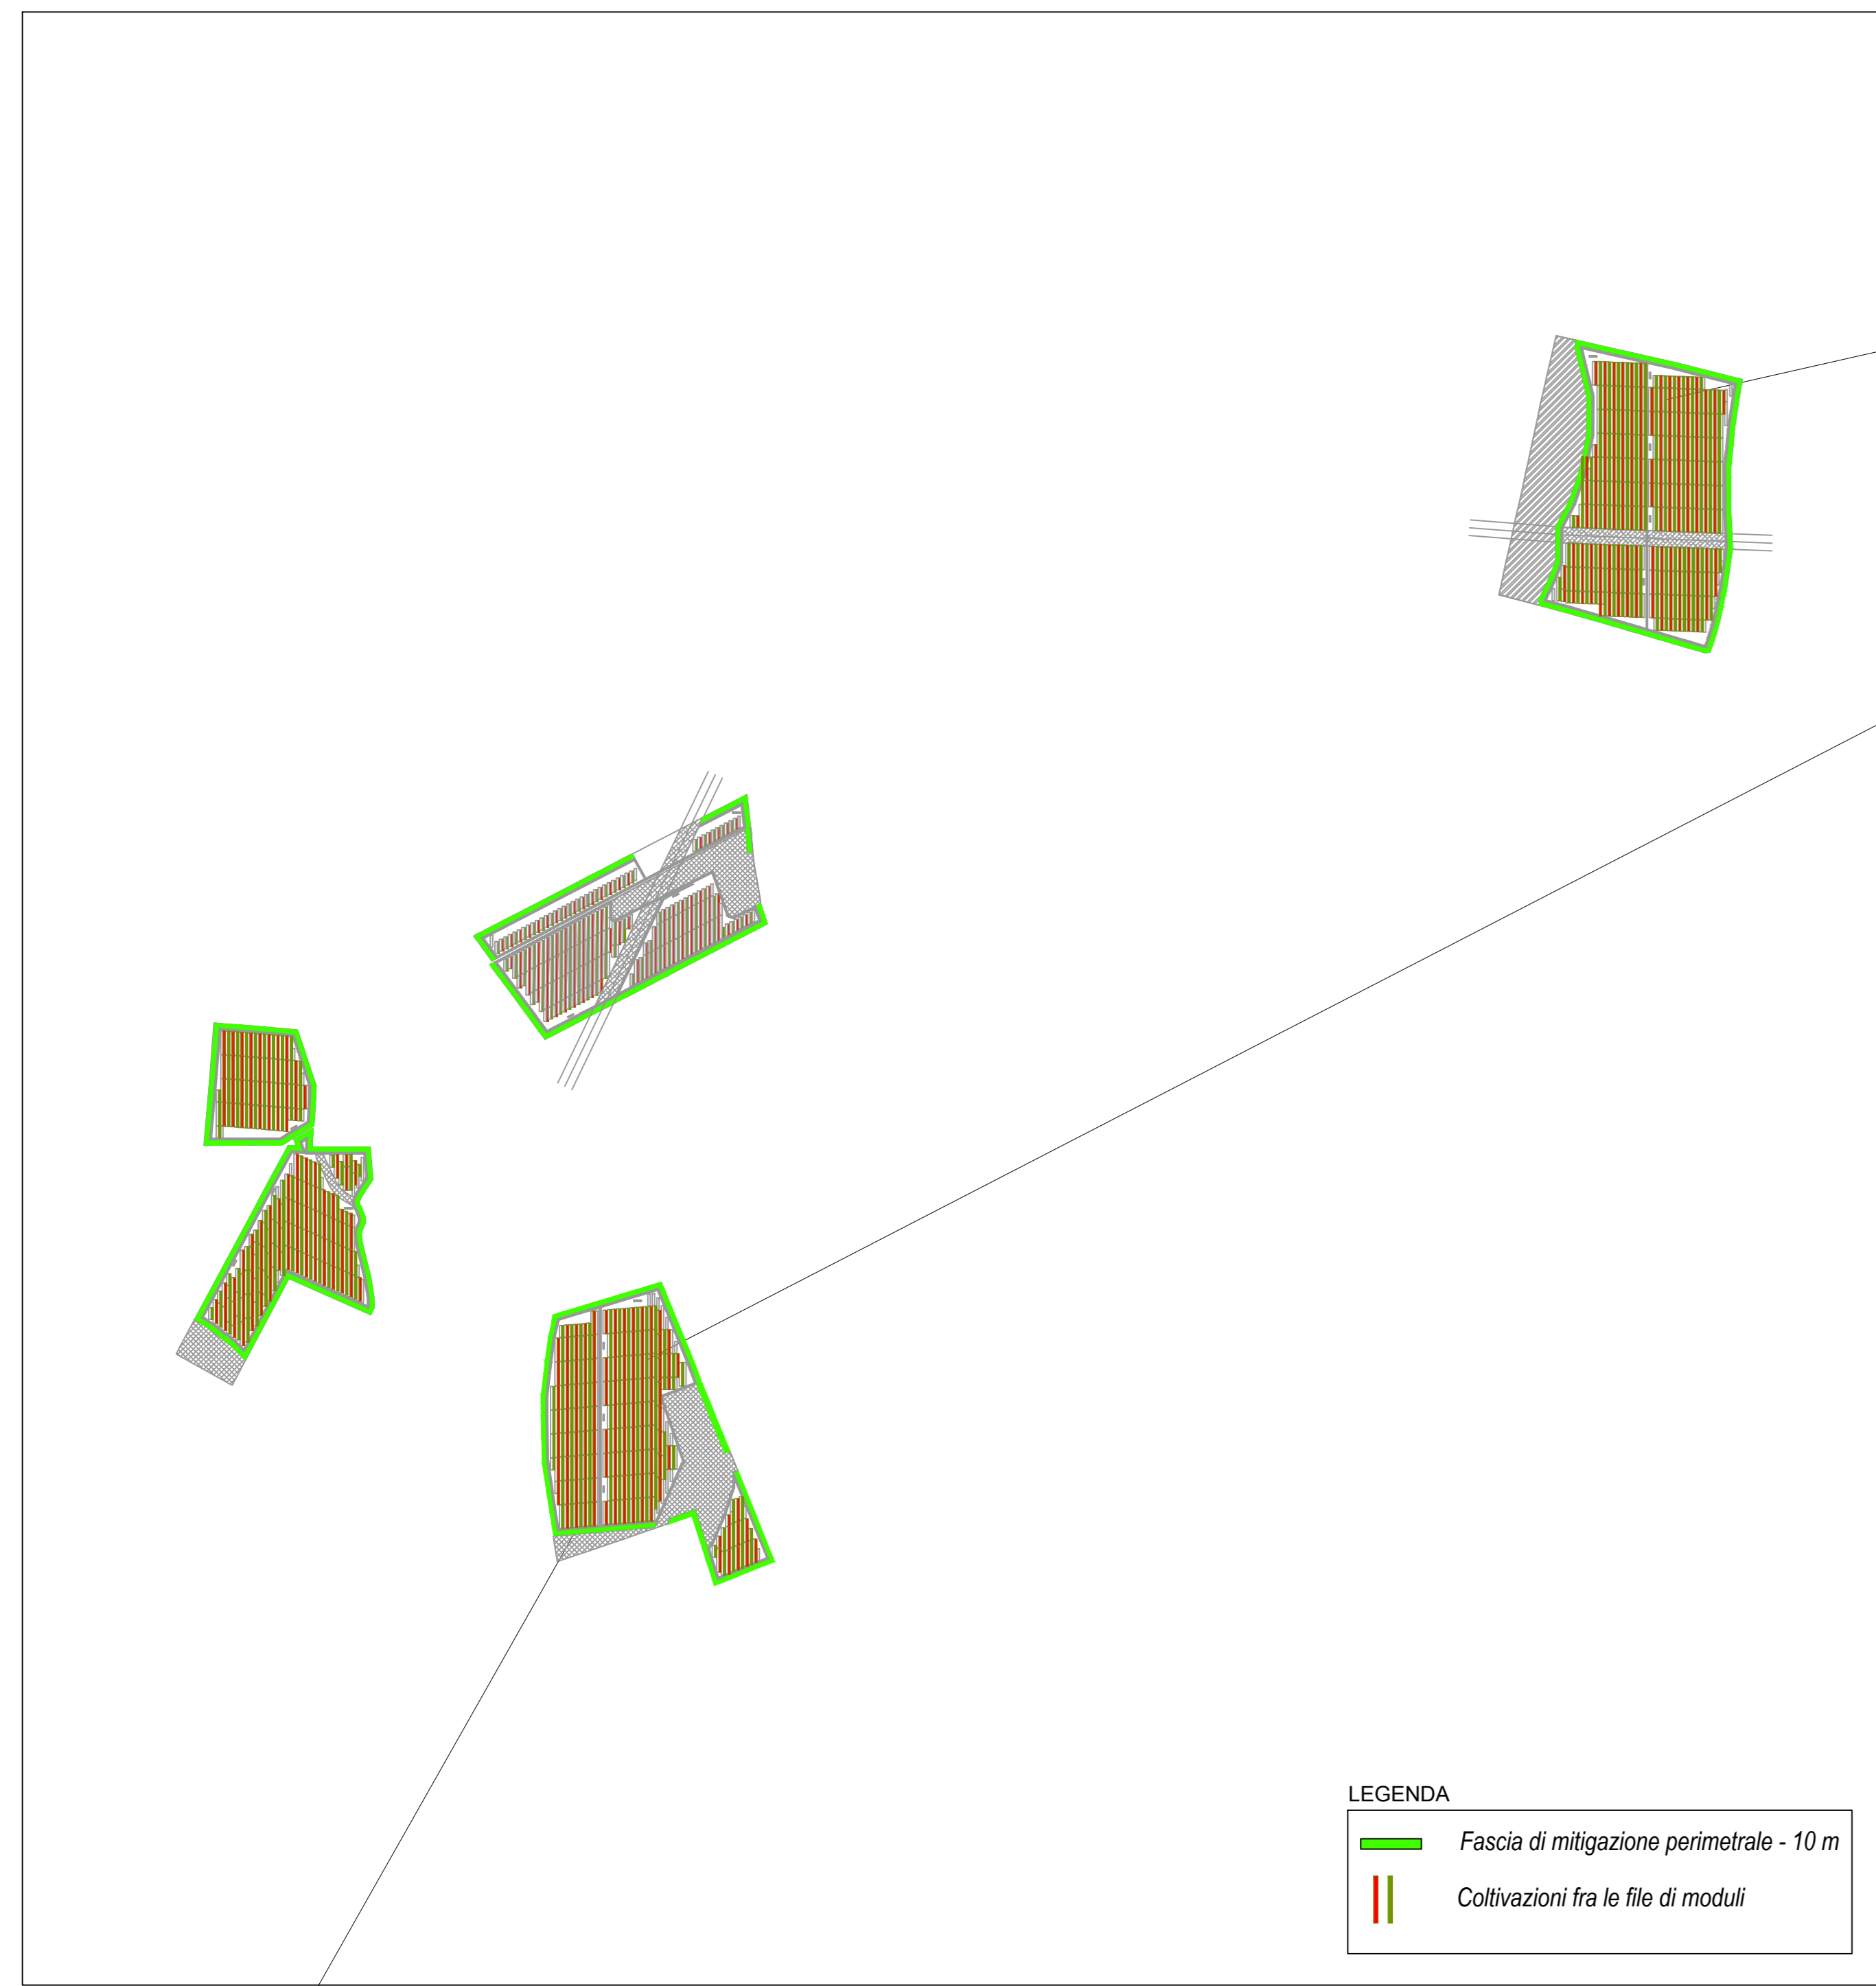 LEGENDA
Fascia di mitigazione perimetrale - 10 m
Coltivazioni fra le file di moduli